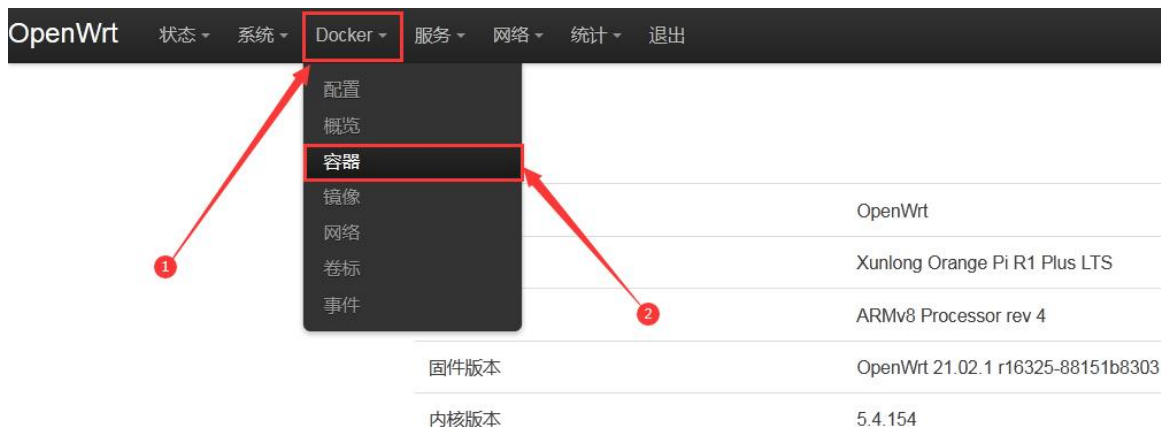 OpenWrt 状态 系统 Docker 服务 网络 统计 退出
配置
概览
容器
镜像
网络
卷标
事件
1
2
OpenWrt
Xunlong Orange Pi R1 Plus LTS
ARMv8 Processor rev 4
固件版本 OpenWrt 21.02.1 r16325-88151b8303
内核版本 5.4.154